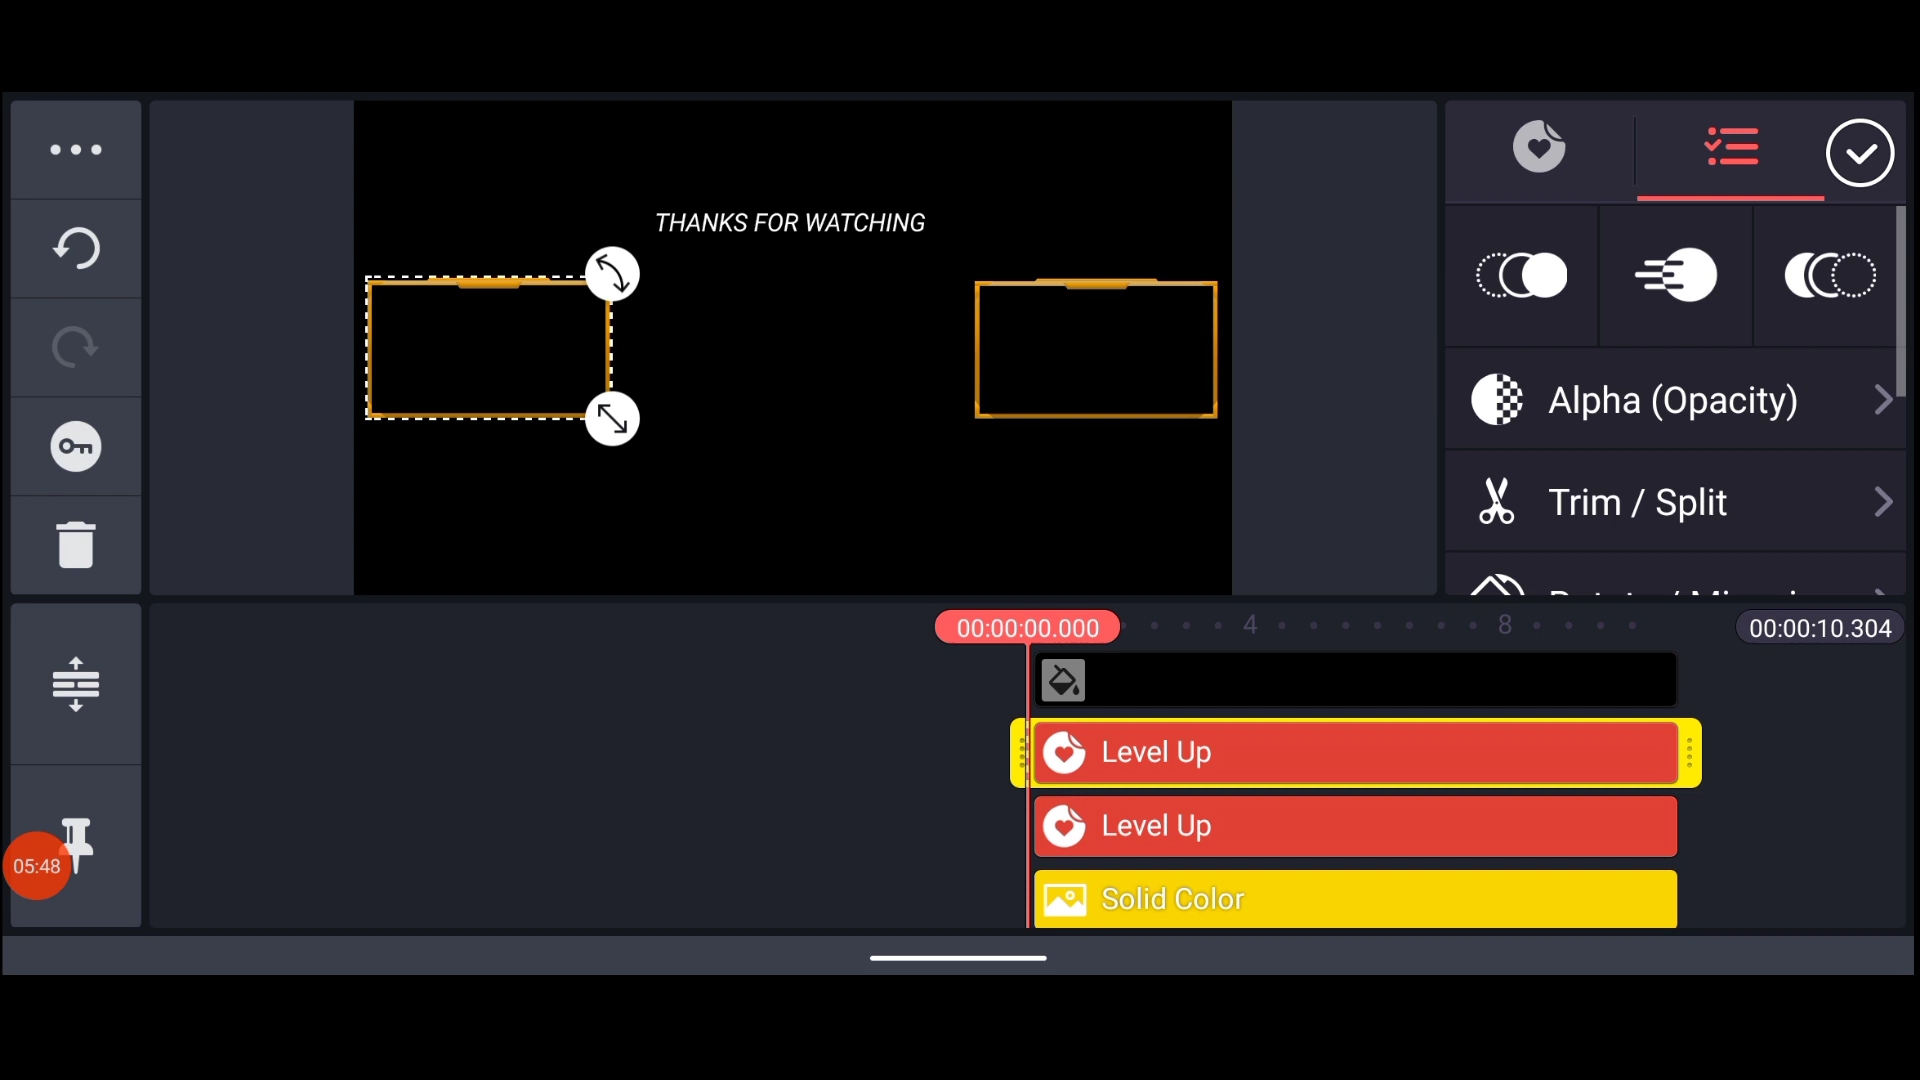 THANKS FOR WATCHING
Alpha (Opacity)
Trim / Split
00:00:00.000
4
8
00:00:10.304
Level Up
Level Up
05:48
Solid Color